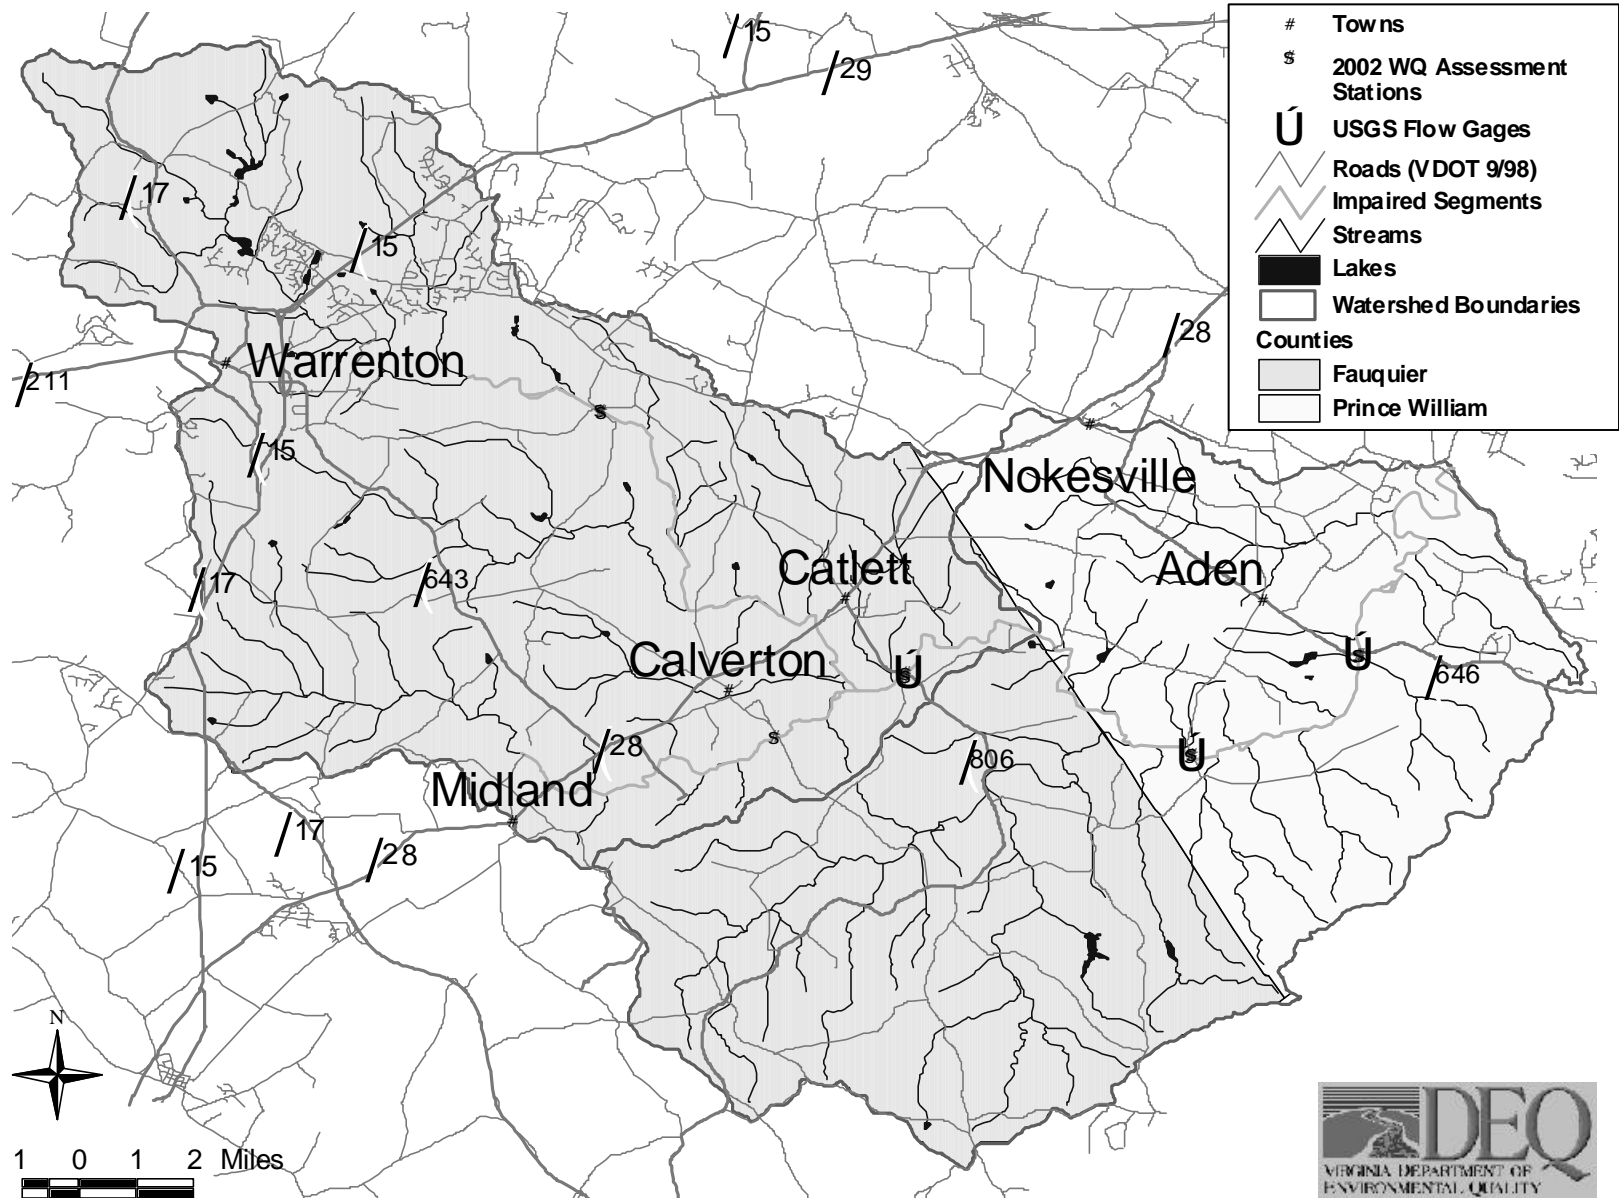 15
29
# Towns
$ 2002 WQ Assessment
Stations
Ú USGS Flow Gages
Roads (VDOT 9/98)
Impaired Segments
Streams
Lakes
Watershed Boundaries
Counties
Fauquier
Prince William
17
15
28
Warrenton
211
15
Nokesville
Catlett
Aden
17
643
Calverton
Ú
Ú
646
28
Ú
806
Midland
17
28
15
N
1 0 1 2 Miles
DEQ
VIRGINIA DEPARTMENT OF
ENVIRONMENTAL QUALITY